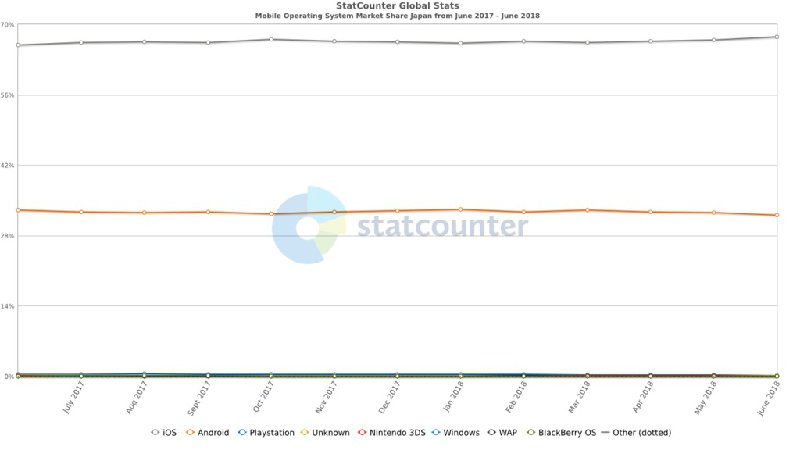 StatCounter Global Stats
Mobile Operating System Market Share Japan from June 2017 - June 2018
70%
56%
42%
28%
14%
0%
statcounter
July 2017 Aug 2017 Sept 2017 Oct 2017 Nov 2017 Dec 2017 Jan 2018 Feb 2018 Mar 2018 Apr 2018 May 2018 June 2018
iOS Android Playstation Unknown Nintendo 3DS Windows WAP BlackBerry OS Other (dotted)